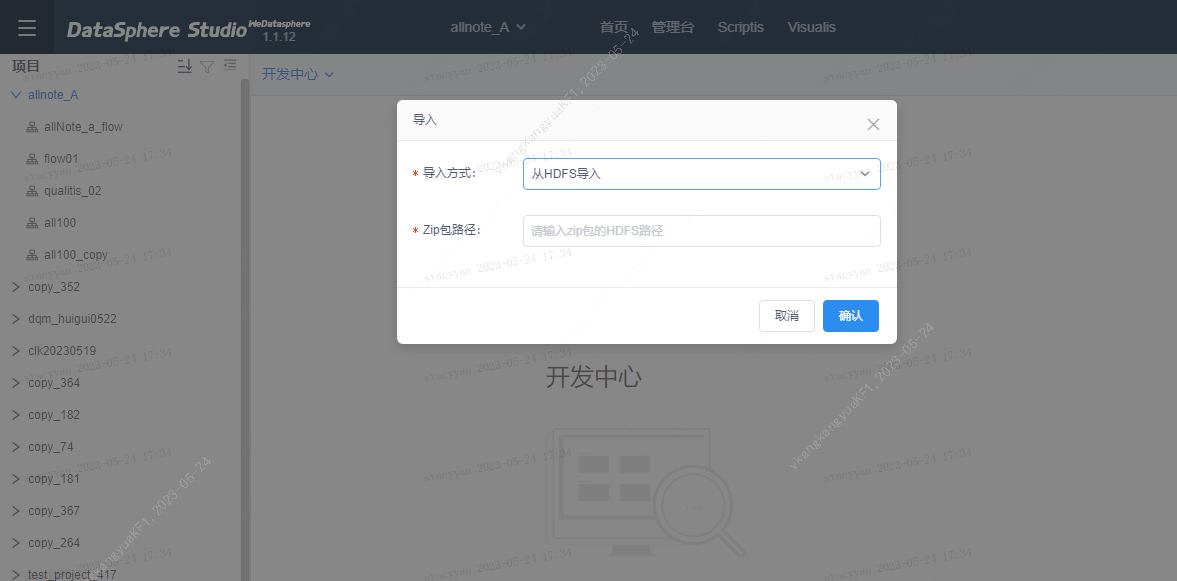 DataSphere Studio WeDatasphere
1.1.12
allnote_A
首页 管理台 Scriptis Visualis
项目
开发中心
allnote_A
allNote_a_flow
flow01
qualitis_02
all100
all100_copy
copy_352
dqm_huigui0522
clk20230519
copy_364
copy_182
copy_74
copy_181
copy_367
copy_264
test_project_417
导入
* 导入方式:
从HDFS导入
* Zip包路径:
请输入zip包的HDFS路径
取消
确认
开发中心
stacyyan 2023-05-24 17:34
vkangkangyuaKF1, 2023-05-24